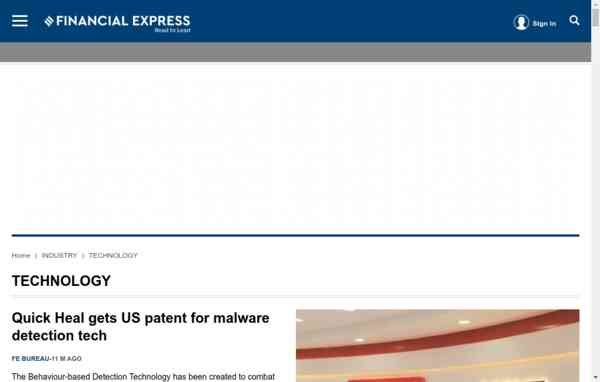 FINANCIAL EXPRESS
Read to Lead
Sign In
Home | INDUSTRY | TECHNOLOGY
TECHNOLOGY
Quick Heal gets US patent for malware
detection tech
FE BUREAU-11 M AGO
The Behaviour-based Detection Technology has been created to combat